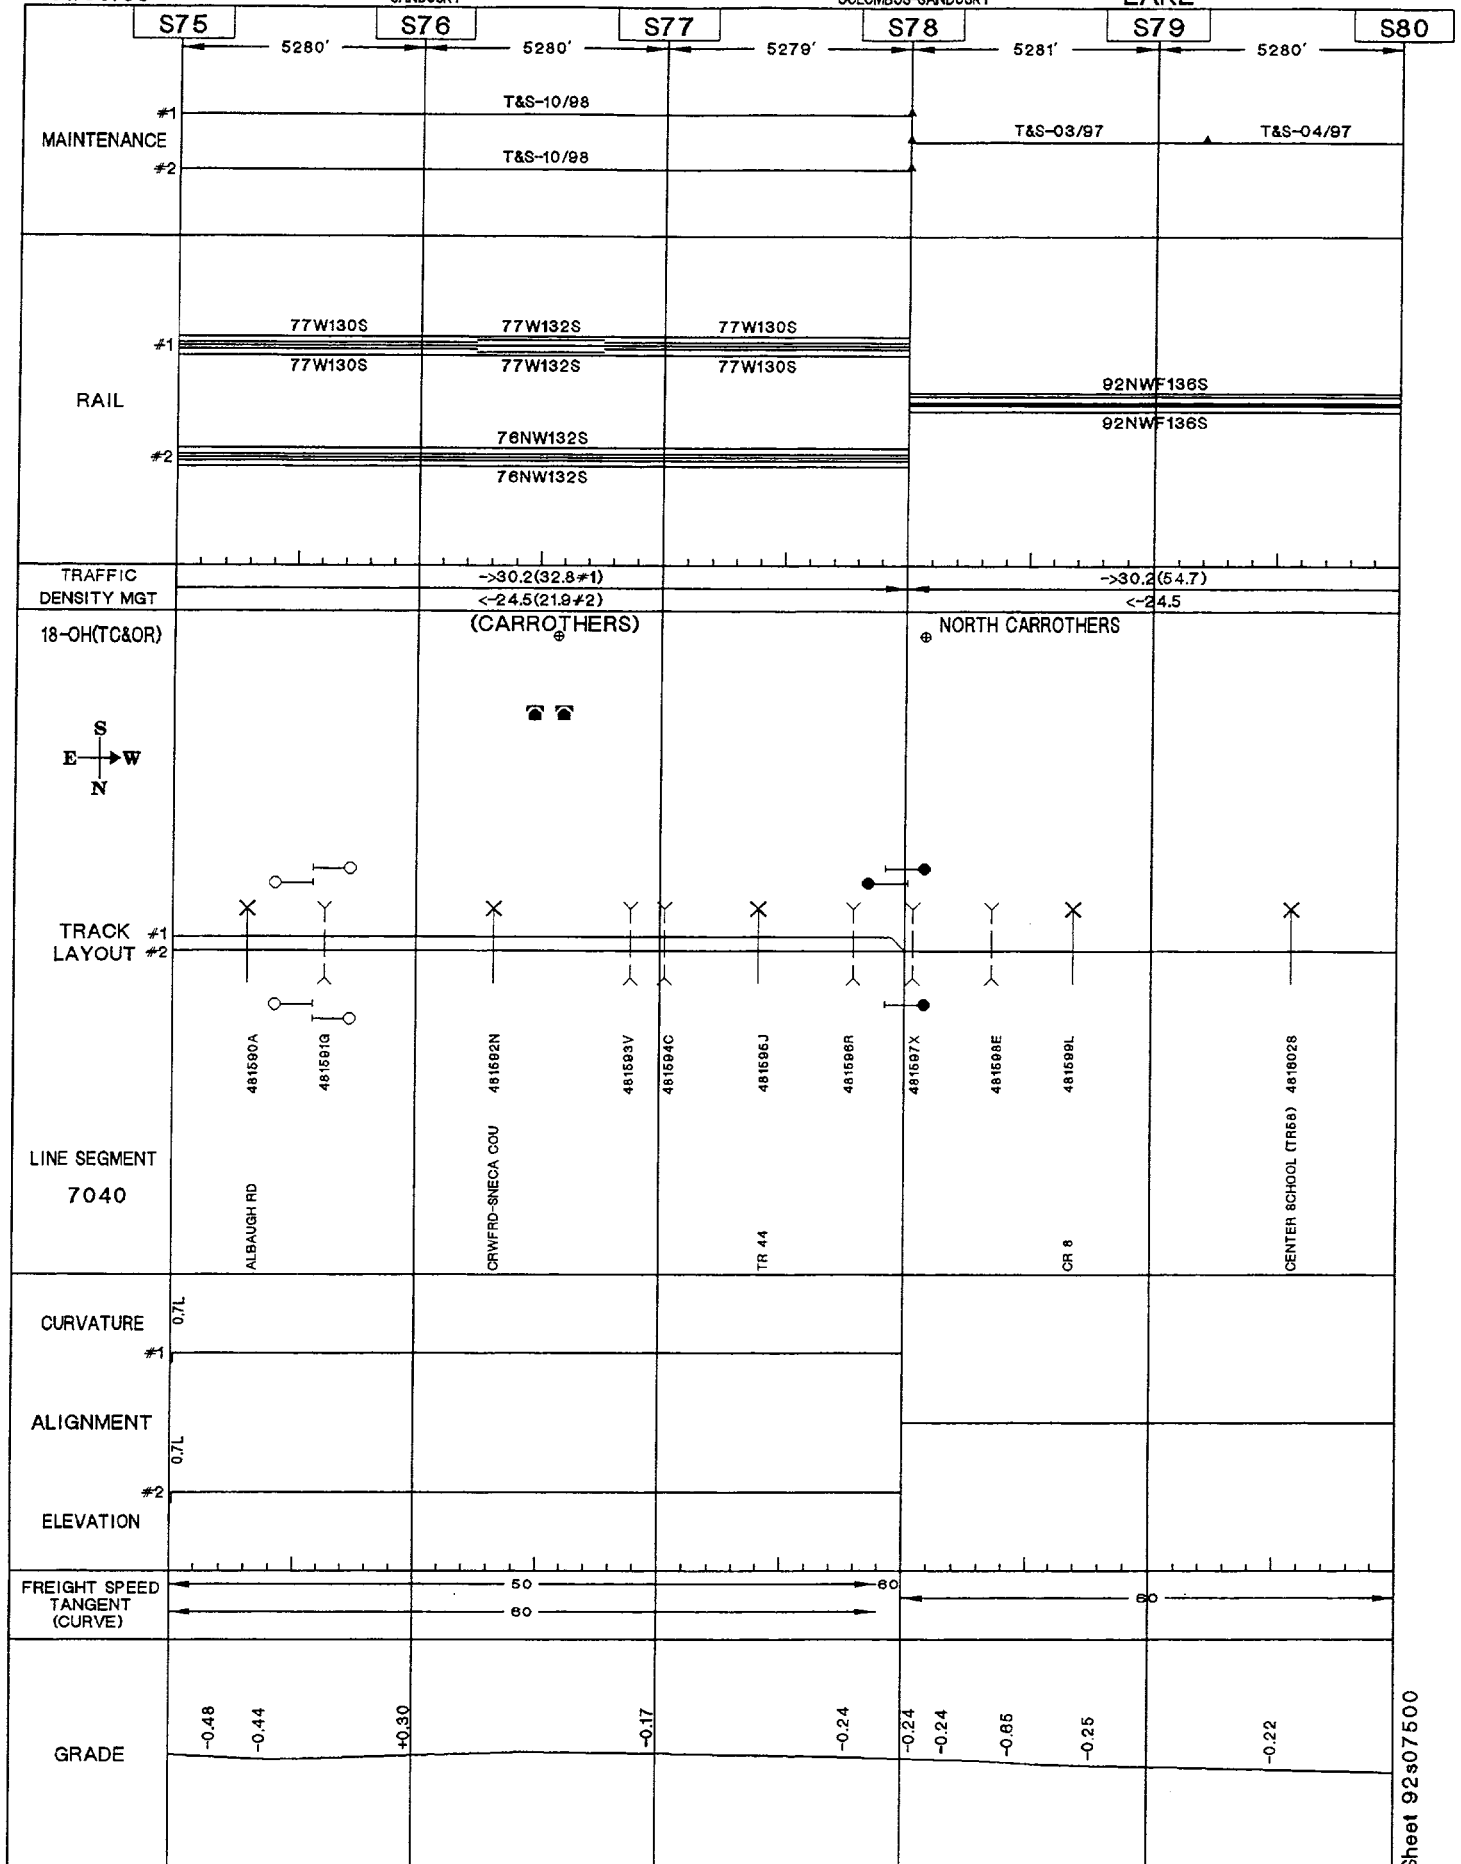 S75 S76 S77 S78 S79 S80
5280' 5280' 5279' 5281' 5280'
#1 T&S-10/98
MAINTENANCE T&S-03/97 T&S-04/97
#2 T&S-10/98
77W130S 77W132S 77W130S
#1
77W130S 77W132S 77W130S
92NWF136S
RAIL
92NWF136S
76NW132S
#2
76NW132S
TRAFFIC ->30.2(32.8#1) ->30.2(54.7)
DENSITY MGT <-24.5(21.9#2) <-24.5
18-OH(TC&OR) (CARROTHERS) NORTH CARROTHERS
S
E W
N
TRACK #1
LAYOUT #2
481590A 481591G 481592N 481593V 481594C 481595J 481596R 481597X 481598E 481599L 481602S
LINE SEGMENT
7040
ALBAUGH RD CRWFRD-SNECA COU TR 44 CR 8 CENTER SCHOOL (TR58)
0.7L
CURVATURE
#1
ALIGNMENT
0.7L
#2
ELEVATION
FREIGHT SPEED 50 60
TANGENT 60
(CURVE) 60
GRADE -0.48 -0.44 +0.30 -0.17 -0.24 -0.24 -0.24 -0.65 -0.25 -0.22
Sheet 92s07500